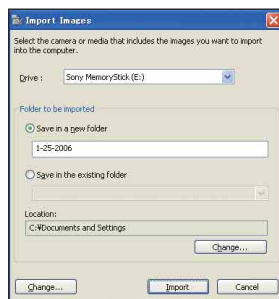 Import Images
Select the camera or media that includes the images you want to import
into the computer.
Drive :
Sony MemoryStick (E:)
Folder to be imported
Save in a new folder
1-25-2006
Save in the existing folder
Location:
C:¥Documents and Settings
Change...
Change...
Import
Cancel